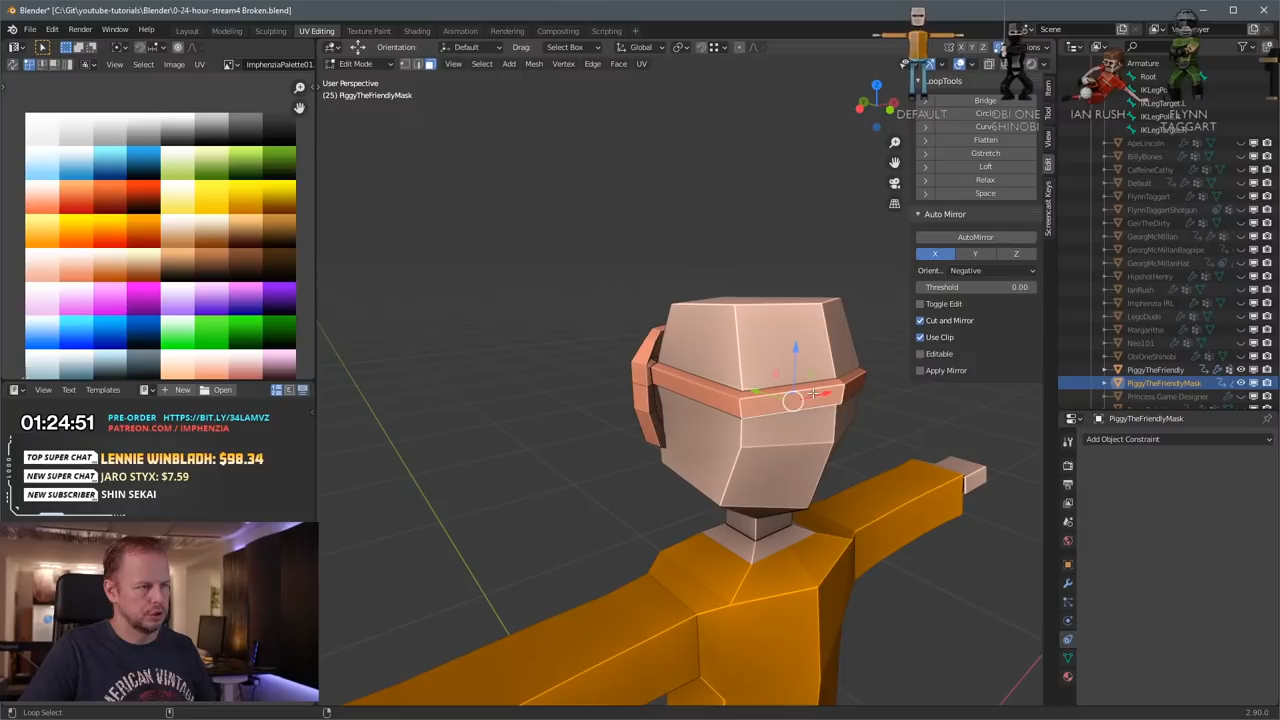 Blender* [C:\Git\youtube-tutorials\Blender\0-24-hour-stream4 Broken.blend]
File Edit Render Window Help
Layout Modeling Sculpting UV Editing Texture Paint Shading Animation Rendering Compositing Scripting
Scene
View Select Image UV
ImphenziaPalette01.
Orientation: Default Drag: Select Box Global
Edit Mode View Select Add Mesh Vertex Edge Face UV
User Perspective
(25) PiggyTheFriendlyMask
DEFAULT
OBI ONE SHINOBI
IAN RUSH
FLYNN TAGGART
LoopTools
Bridge
Flatten
Gstretch
Loft
Relax
Space
Auto Mirror
AutoMirror
X Y Z
Orient.. Negative
Threshold 0.00
Toggle Edit
Cut and Mirror
Use Clip
Editable
Apply Mirror
Item
Tool
View
Edit
Screencast Keys
Armature
Root
IKLegTarget.L
ApeLincoln
BillyBones
CaffeineCathy
Default
FlynnTaggart
FlynnTaggartShotgun
GeirTheDirty
GeorgMcMillan
GeorgMcMillanBagpipe
GeorgMcMillanHat
HipshotHenry
IanRush
Imphenzia IRL
LegoDude
Margaritha
Neo101
ObiOneShinobi
PiggyTheFriendly
PiggyTheFriendlyMask
Princess Game Designer
PiggyTheFriendlyMask
Add Object Constraint
View Text Templates New Open
01:24:51
PRE-ORDER HTTPS://BIT.LY/34LAMVZ
PATREON.COM / IMPHENZIA
TOP SUPER CHAT LENNIE WINBLADH: $98.34
NEW SUPER CHAT JARO STYX: $7.59
NEW SUBSCRIBER SHIN SEKAI
AMERICAN VINTAGE
Loop Select
2.90.0